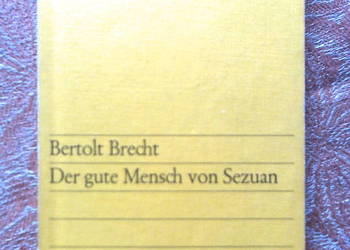 Bertolt Brecht
Der gute Mensch von Sezuan